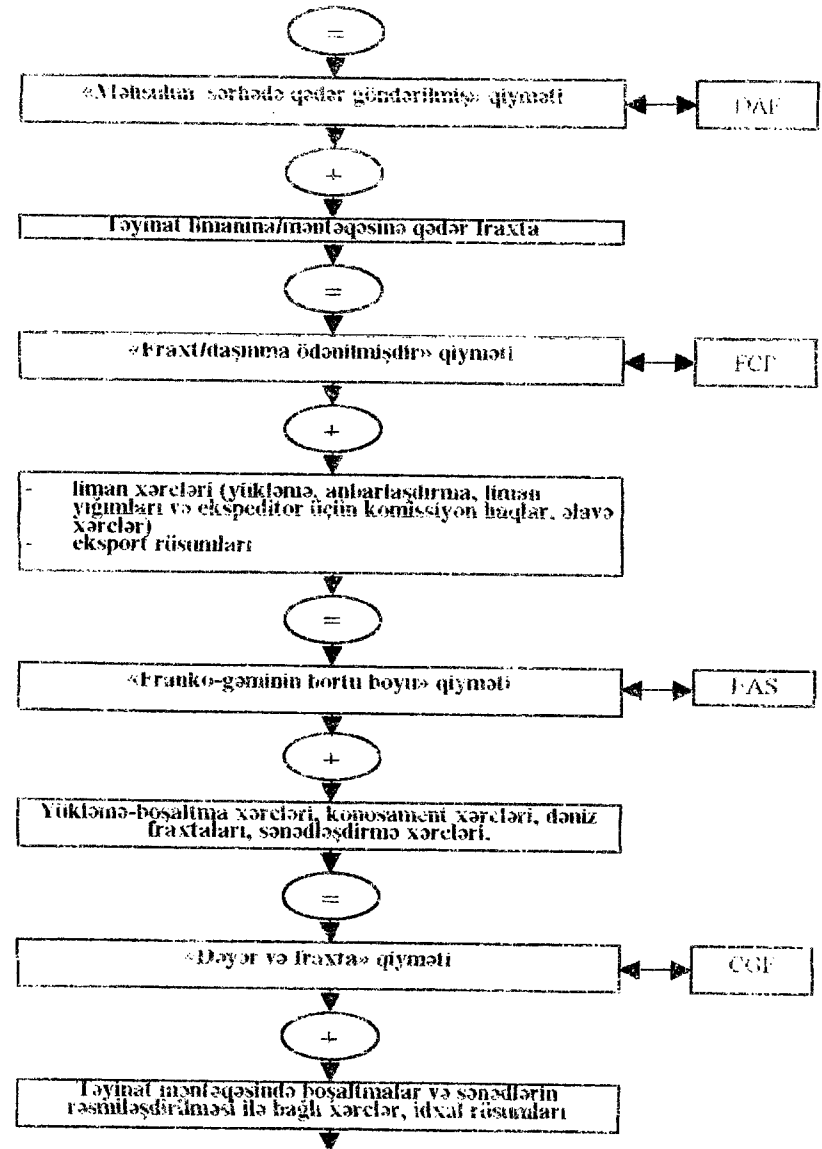 =
«Məhsulun sərhədə qədər göndərilmiş» qiyməti
DAF
+
Təyinat limanına/məntəqəsinə qədər fraxta
=
«Fraxt/daşınma ödənilmişdir» qiyməti
+
- liman xərcləri (yükləmə, anbarlaşdırma, liman
yığımları və ekspeditor üçün komissiyon haqlar, əlavə
xərclər)
- eksport rüsumları
=
«Franko-gəminin bortu boyu» qiyməti
FAS
+
Yükləmə-boşaltma xərcləri, konosament xərcləri, dəniz
fraxtaları, sənədləşdirmə xərcləri.
=
«Dəyər və fraxta» qiyməti
+
Təyinat məntəqəsində boşaltmalar və sənədlərin
rəsmiləşdirilməsi ilə bağlı xərclər, idxal rüsumları